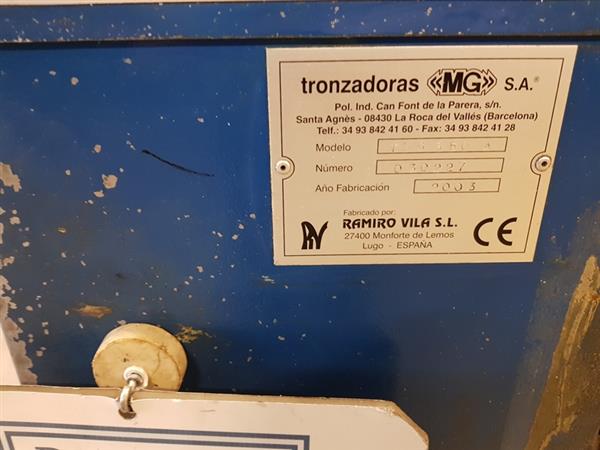 tronzadoras «MG» S.A.®
Pol. Ind. Can Font de la Parera, s/n.
Santa Agnès - 08430 La Roca del Vallés (Barcelona)
Telf.: 34 93 842 41 60 - Fax: 34 93 842 41 28
Modelo
Número 030227
Año Fabricación 2003
Fabricado por:
RAMIRO VILA S.L.
27400 Monforte de Lemos
Lugo - ESPAÑA
CE